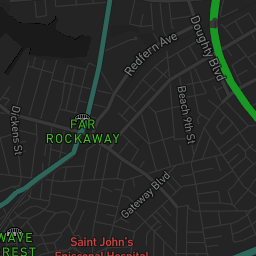 Redfern Ave
Doughty Blvd
Beach 9th St
Dickens St
FAR
ROCKAWAY
Gateway Blvd
WAVE
REST
Saint John's
Episcopal Hospital